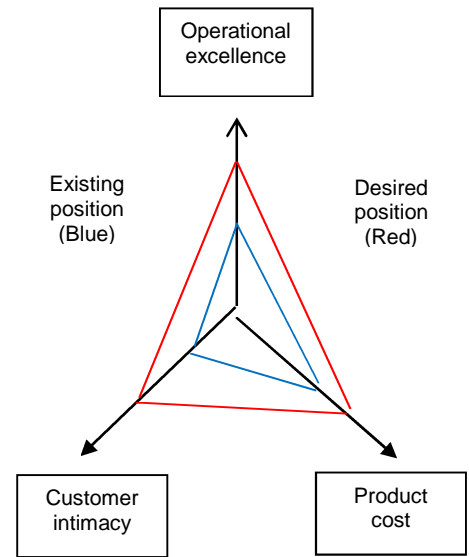 Operational
excellence
Existing
position
(Blue)
Desired
position
(Red)
Customer
intimacy
Product
cost